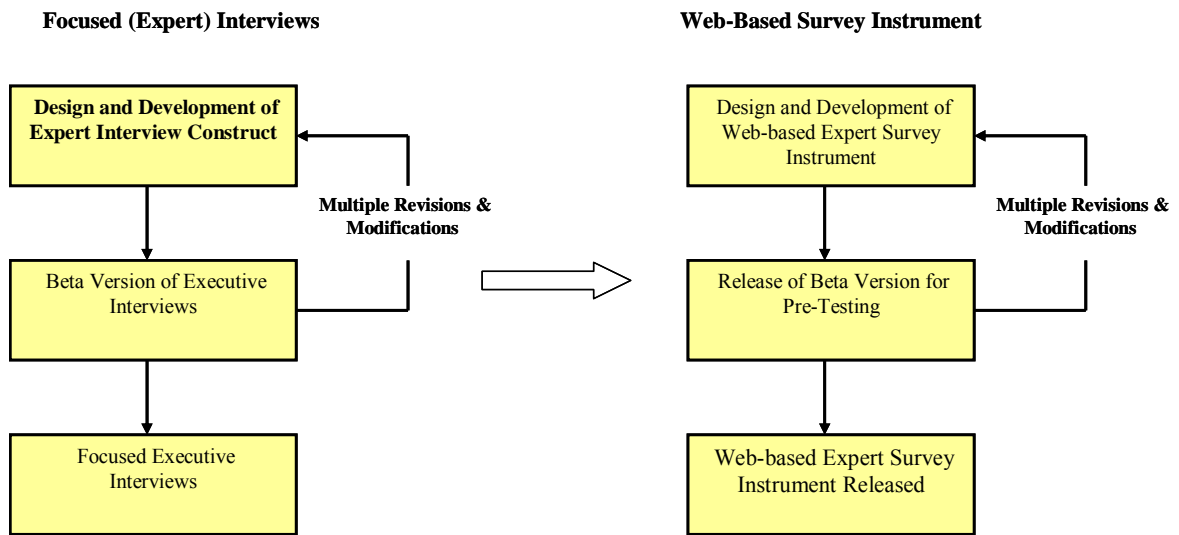 Focused (Expert) Interviews
Design and Development of
Expert Interview Construct
Multiple Revisions &
Modifications
Beta Version of Executive
Interviews
Focused Executive
Interviews
Web-Based Survey Instrument
Design and Development of
Web-based Expert Survey
Instrument
Multiple Revisions &
Modifications
Release of Beta Version for
Pre-Testing
Web-based Expert Survey
Instrument Released